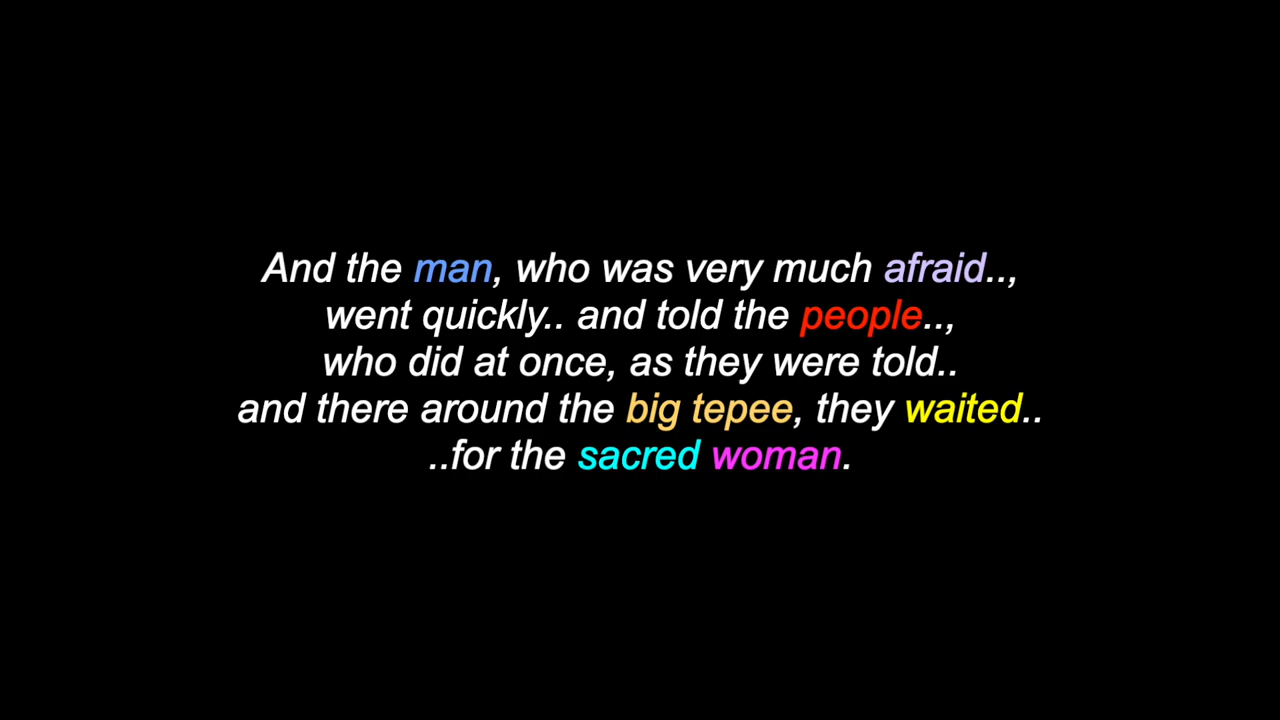 And the man, who was very much afraid..,
went quickly.. and told the people..,
who did at once, as they were told..
and there around the big tepee, they waited..
..for the sacred woman.